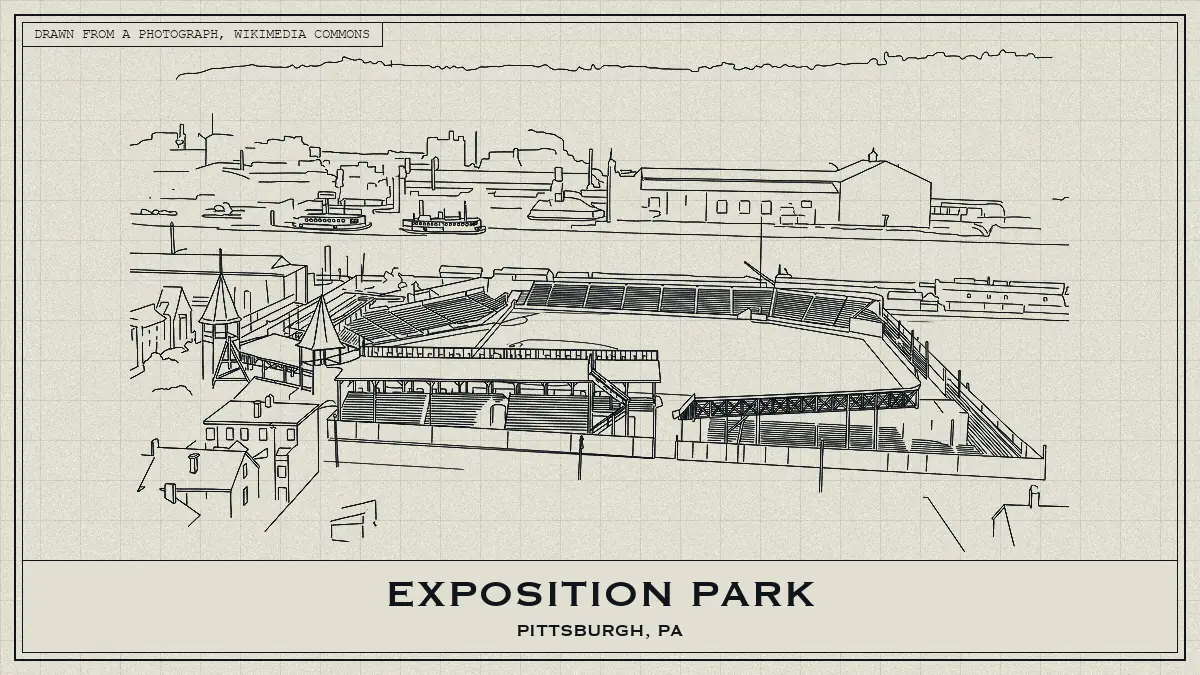 DRAWN FROM A PHOTOGRAPH, WIKIMEDIA COMMONS
EXPOSITION PARK
PITTSBURGH, PA